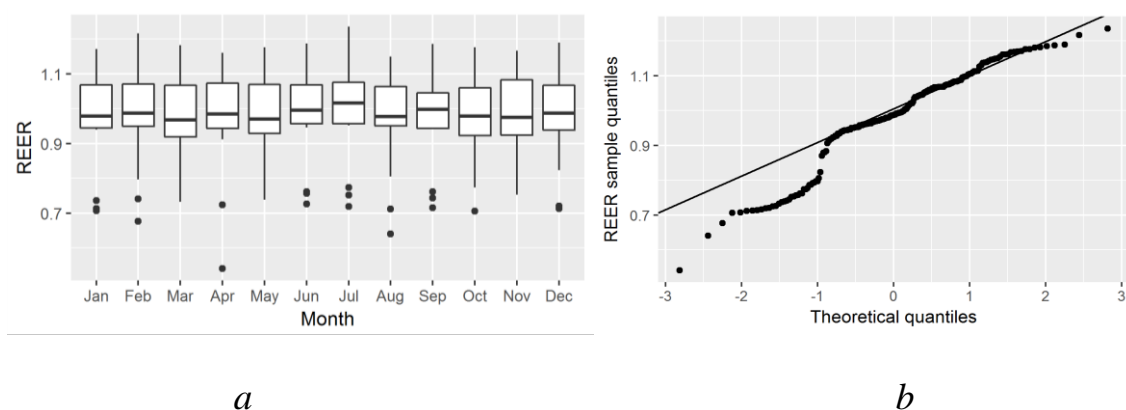 REER
1.1
0.9
0.7
Jan Feb Mar Apr May Jun Jul Aug Sep Oct Nov Dec
Month
REER sample quantiles
1.1
0.9
0.7
-3 -2 -1 0 1 2 3
Theoretical quantiles
a
b